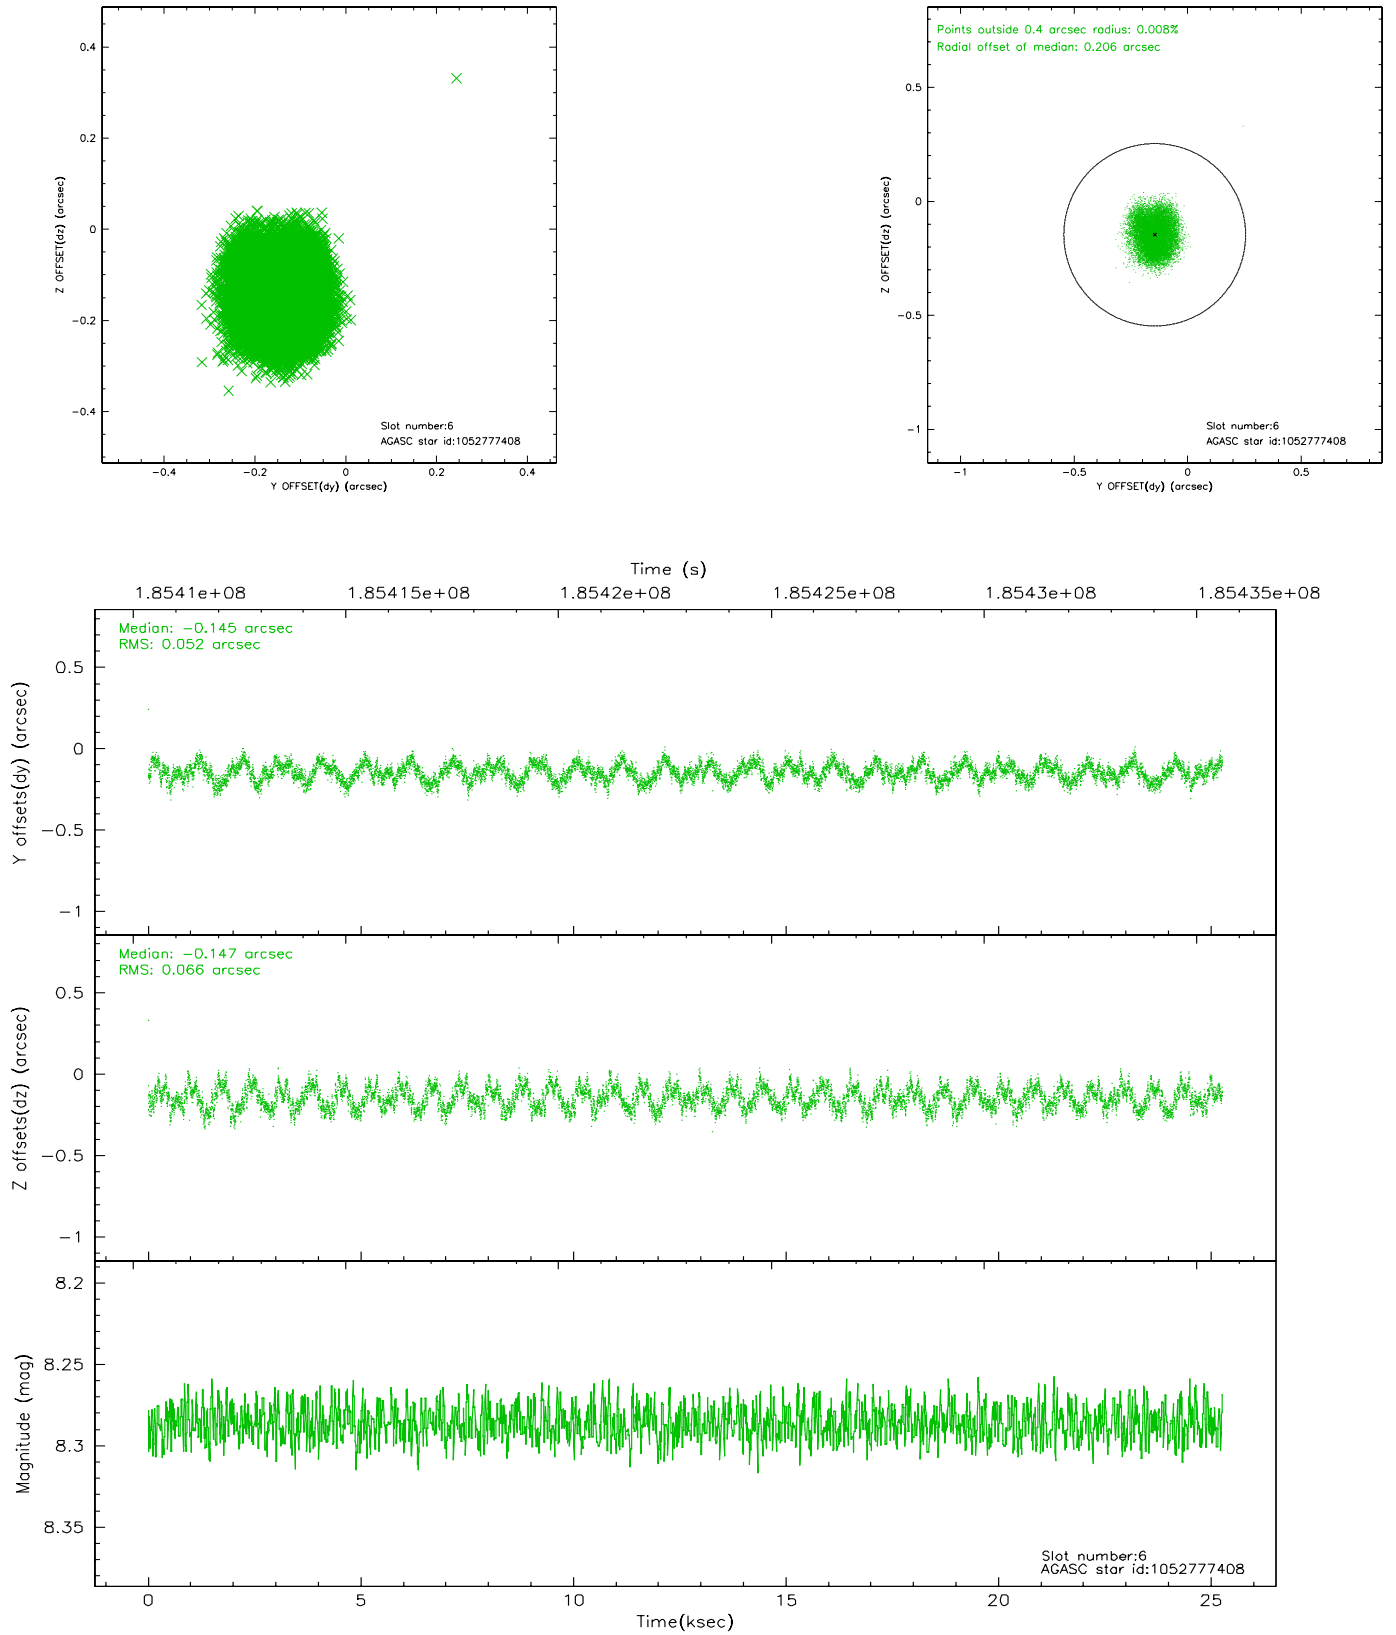 0.4
0.2
0
−0.2
−0.4
Z OFFSET(dz) (arcsec)
Slot number:6
AGASC star id:1052777408
−0.4
−0.2
0
0.2
0.4
Y OFFSET(dy) (arcsec)
Points outside 0.4 arcsec radius: 0.008%
Radial offset of median: 0.206 arcsec
0.5
0
−0.5
−1
Z OFFSET(dz) (arcsec)
Slot number:6
AGASC star id:1052777408
−1
−0.5
0
0.5
Y OFFSET(dy) (arcsec)
Time (s)
1.8541e+08
1.85415e+08
1.8542e+08
1.85425e+08
1.8543e+08
1.85435e+08
Median: −0.145 arcsec
RMS: 0.052 arcsec
0.5
0
−0.5
−1
Y offsets(dy) (arcsec)
Median: −0.147 arcsec
RMS: 0.066 arcsec
0.5
0
−0.5
−1
Z offsets(dz) (arcsec)
8.2
8.25
8.3
8.35
Magnitude (mag)
Slot number:6
AGASC star id:1052777408
0
5
10
15
20
25
Time(ksec)